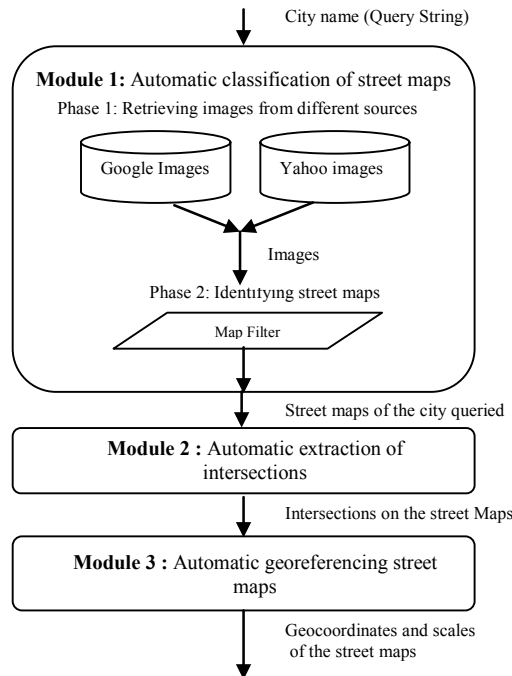 City name (Query String)
Module 1: Automatic classification of street maps
Phase 1: Retrieving images from different sources
Google Images
Yahoo images
Images
Phase 2: Identifying street maps
Map Filter
Street maps of the city queried
Module 2 : Automatic extraction of
intersections
Intersections on the street Maps
Module 3 : Automatic georeferencing street
maps
Geocoordinates and scales
of the street maps